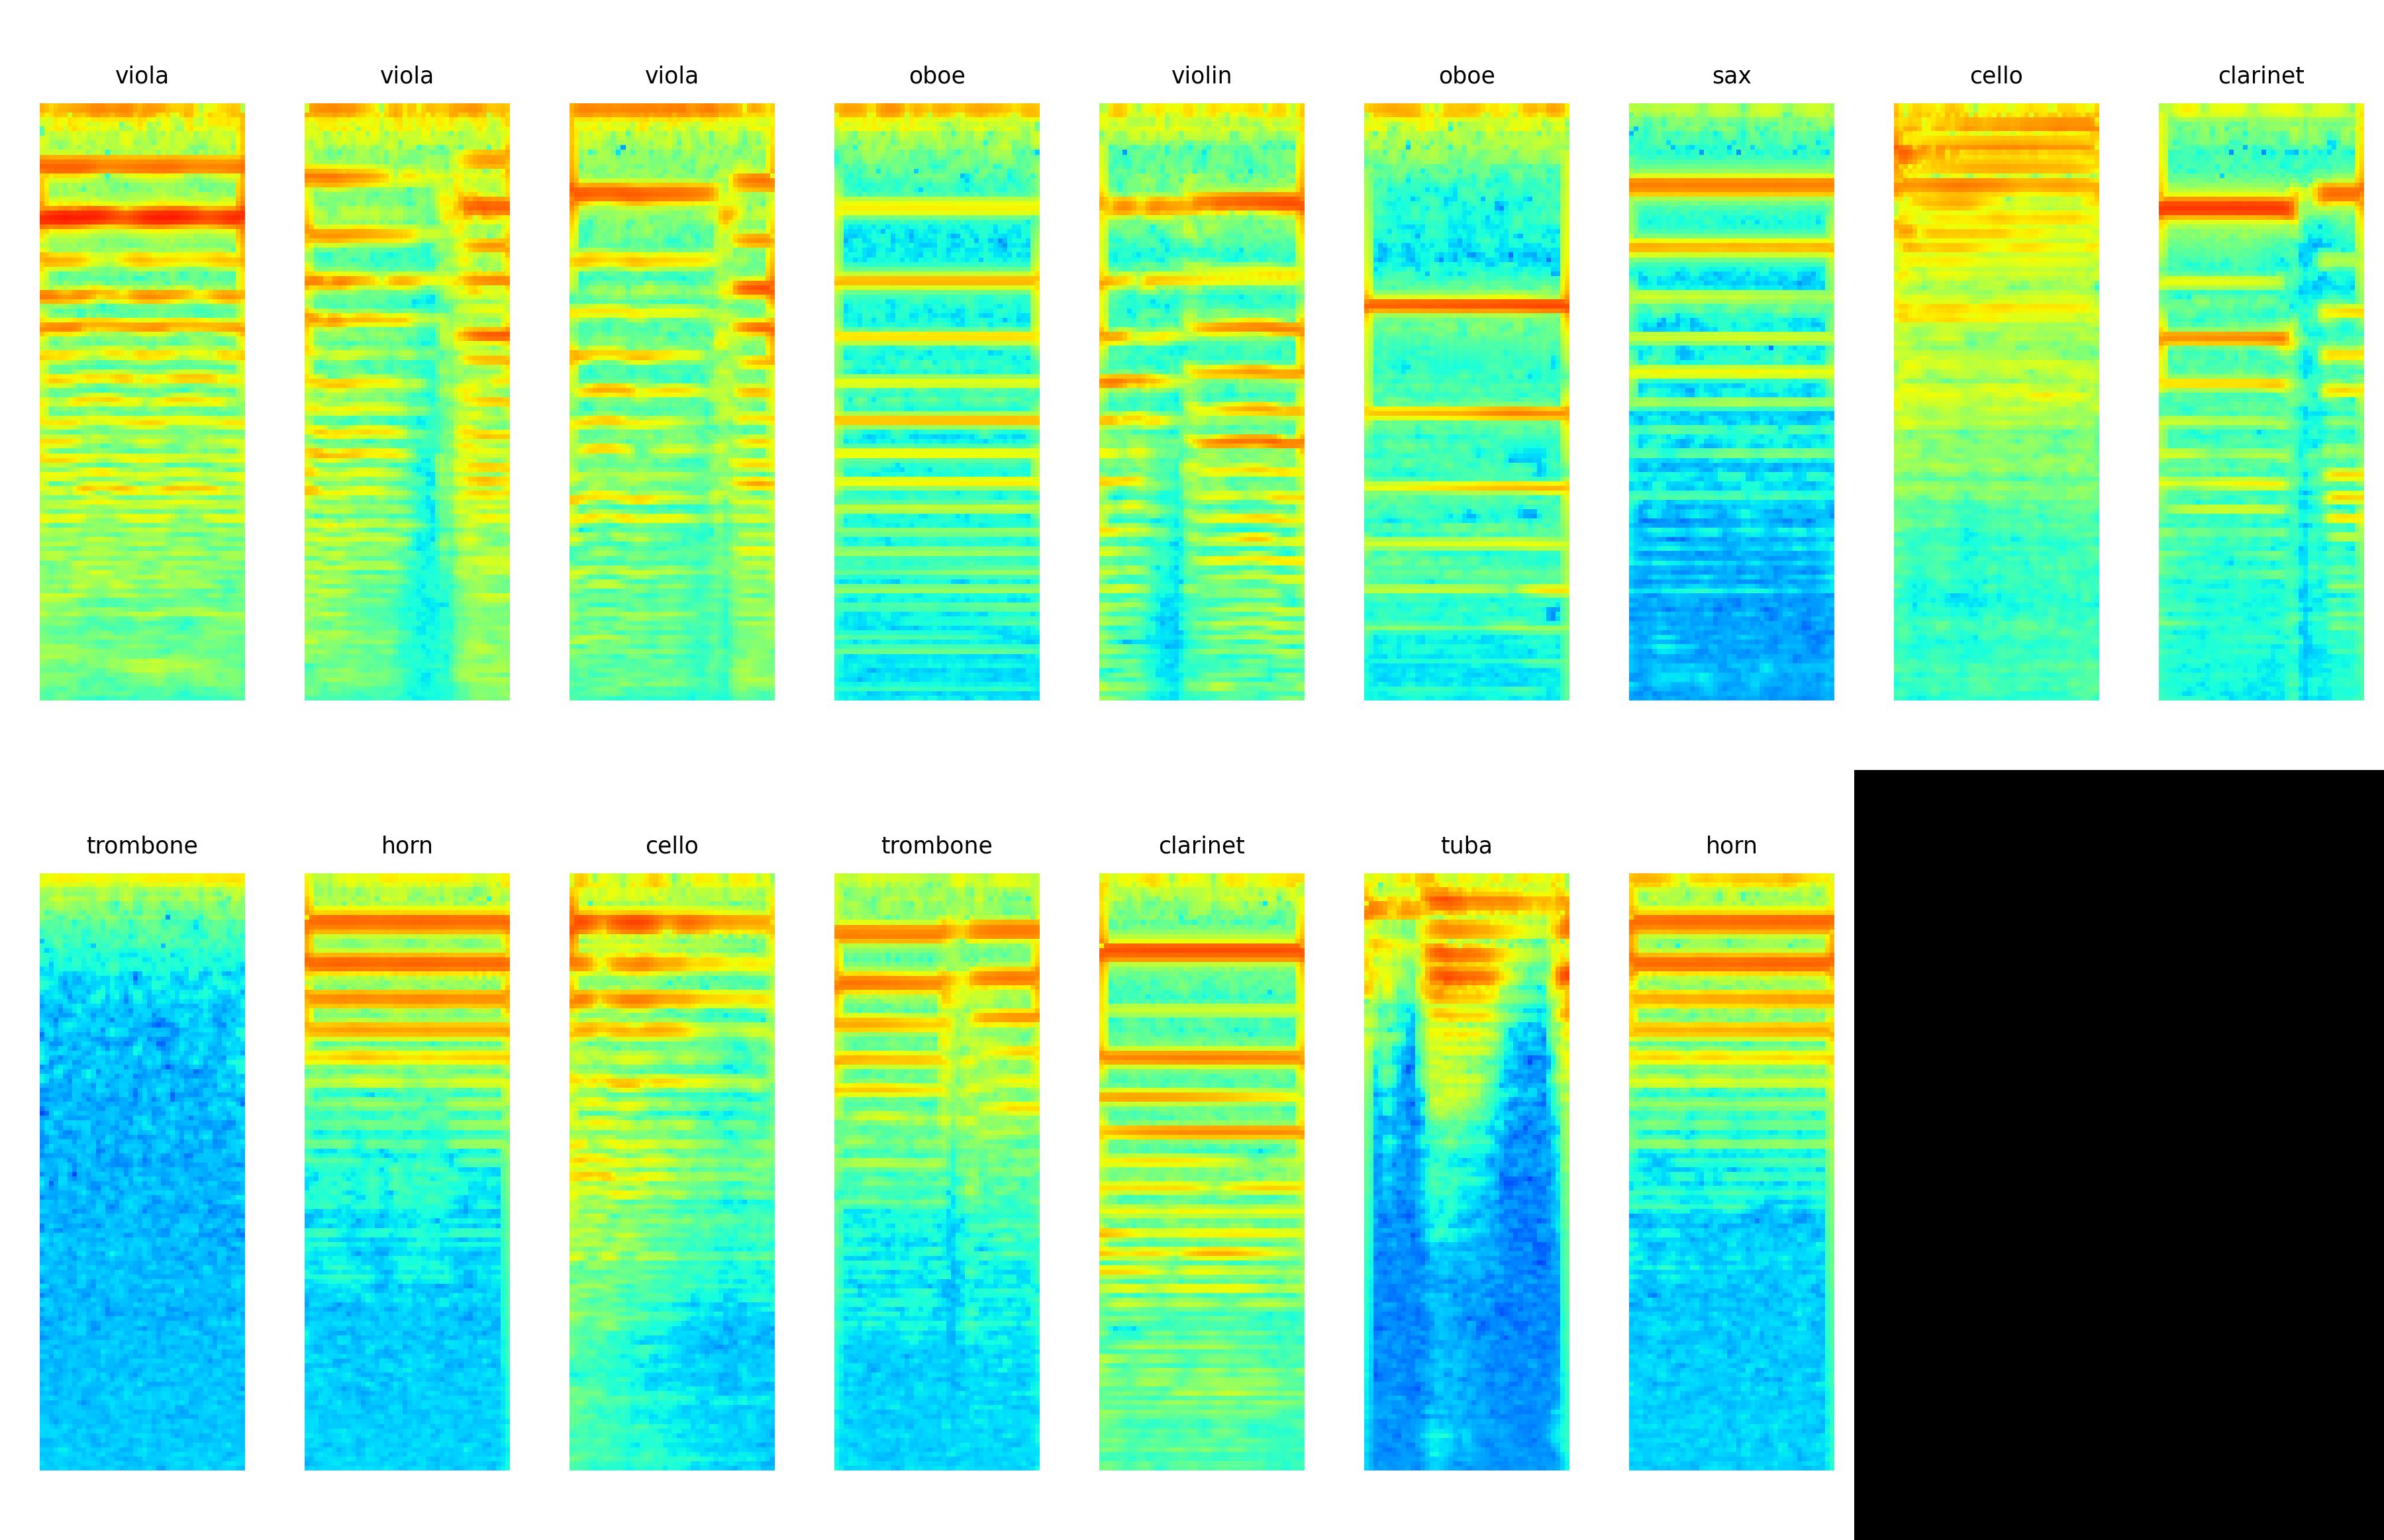 viola viola viola oboe violin oboe sax cello clarinet
trombone horn cello trombone clarinet tuba horn